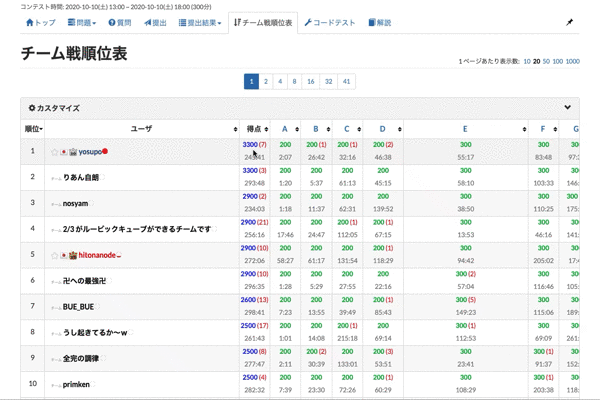 コンテスト時間: 2020-10-10(土) 13:00 ~ 2020-10-10(土) 18:00 (300分)
トップ 問題 質問 提出 提出結果 チーム戦順位表 コードテスト 解説
チーム戦順位表
1ページあたり表示数: 10 20 50 100 1000
1 2 4 8 16 32 41
カスタマイズ
順位 ユーザ 得点 A B C D E F G
1 yosupo 3300 (7) 200 200 (1) 200 (1) 200 (2) 300 300
2:07 26:42 32:16 46:38 55:17 83:48
2 りあん自朗 3300 (3) 200 200 200 200 300 300
293:48 1:20 5:37 61:13 45:15 58:10 103:33
3 nosyam 2900 (2) 200 200 200 200 300 300
234:03 1:18 11:37 62:31 139:52 38:50 110:25
4 2/3 がルービックキューブができるチームです 2900 (21) 200 200 200 (1) 200 (1) 300 300
256:16 17:46 24:47 112:05 67:15 13:53 46:16
5 hitonanode 2900 (10) 200 200 200 200 (1) 300 300
272:06 58:27 61:17 131:54 118:29 94:42 205:02
6 卍への最強卍 2900 (10) 200 200 200 200 300 (2) 300
296:35 1:28 5:29 27:55 22:16 57:04 116:46
7 BUE_BUE 2600 (13) 200 200 200 200 (1) 300 (5) 300
298:41 7:23 13:55 39:49 85:43 149:23 115:06
8 うし起きてるか〜w 2500 (17) 200 200 200 (1) 200 300 (1) 300
261:43 1:01 14:08 215:18 69:14 112:53 69:09
9 全完の調律 2500 (8) 200 200 (2) 200 (3) 200 300 300 (1)
277:47 2:11 30:39 133:01 53:51 23:41 91:37
10 primken 2500 (4) 200 200 200 200 (1) 300 300 (1)
282:32 7:39 23:30 72:26 60:29 108:29 203:38